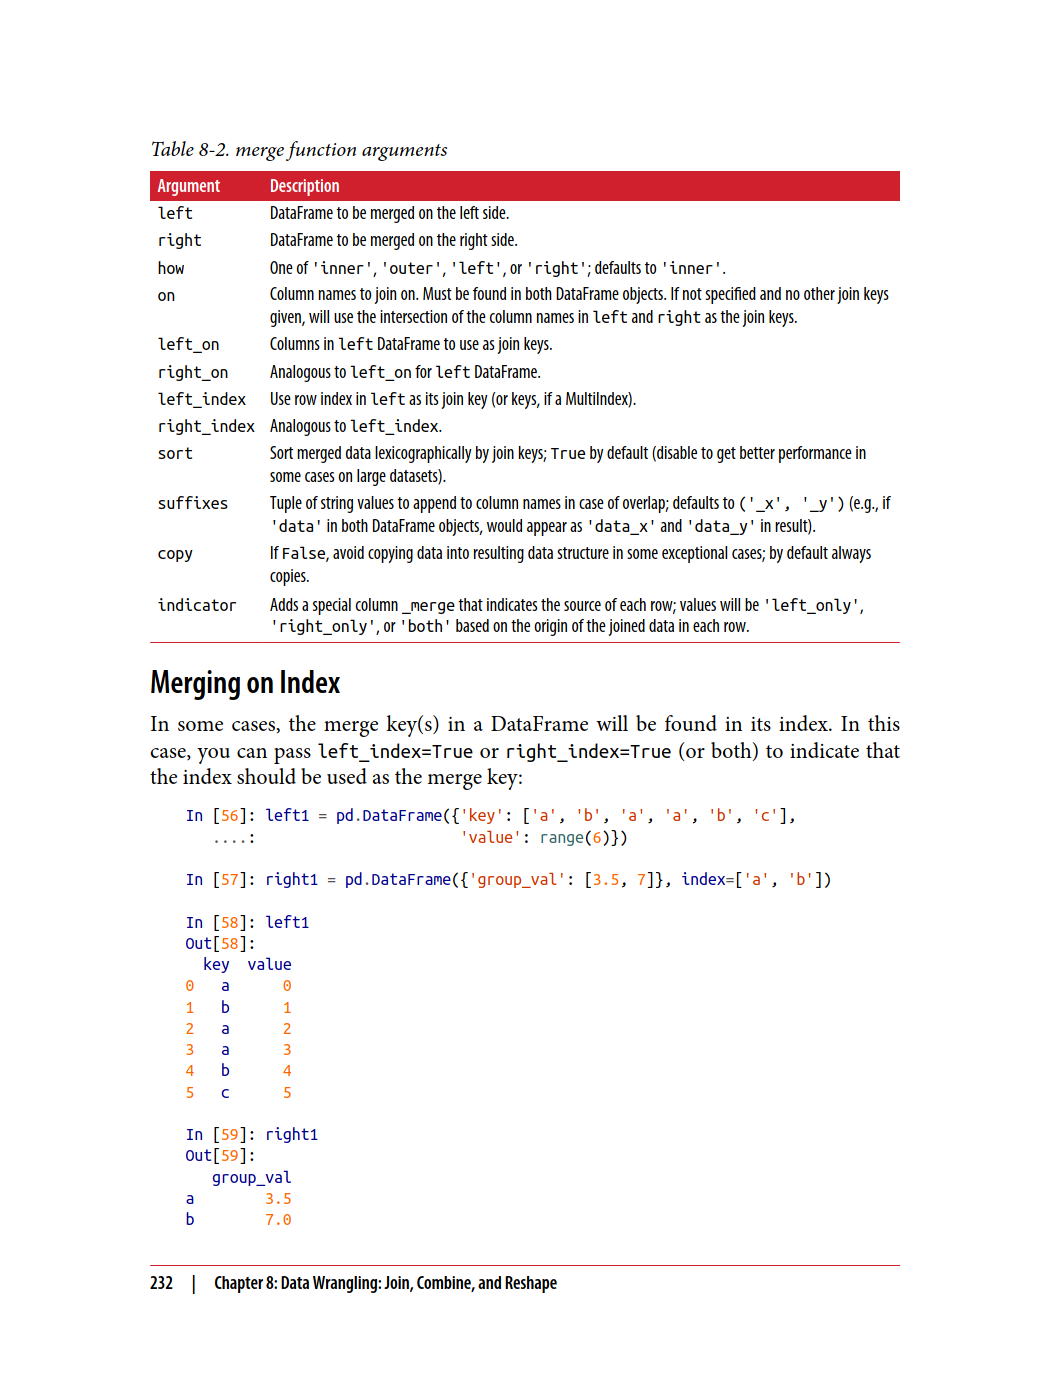 Table 8-2. merge function arguments
Argument Description
left DataFrame to be merged on the left side.
right DataFrame to be merged on the right side.
how One of 'inner', 'outer', 'left', or 'right'; defaults to 'inner'.
on Column names to join on. Must be found in both DataFrame objects. If not specified and no other join keys
given, will use the intersection of the column names in left and right as the join keys.
left_on Columns in left DataFrame to use as join keys.
right_on Analogous to left_on for left DataFrame.
left_index Use row index in left as its join key (or keys, if a MultiIndex).
right_index Analogous to left_index.
sort Sort merged data lexicographically by join keys; True by default (disable to get better performance in
some cases on large datasets).
suffixes Tuple of string values to append to column names in case of overlap; defaults to ('_x', '_y') (e.g., if
'data' in both DataFrame objects, would appear as 'data_x' and 'data_y' in result).
copy If False, avoid copying data into resulting data structure in some exceptional cases; by default always
copies.
indicator Adds a special column _merge that indicates the source of each row; values will be 'left_only',
'right_only', or 'both' based on the origin of the joined data in each row.
Merging on Index
In some cases, the merge key(s) in a DataFrame will be found in its index. In this
case, you can pass left_index=True or right_index=True (or both) to indicate that
the index should be used as the merge key:
In [56]: left1 = pd.DataFrame({'key': ['a', 'b', 'a', 'a', 'b', 'c'],
....: 'value': range(6)})
In [57]: right1 = pd.DataFrame({'group_val': [3.5, 7]}, index=['a', 'b'])
In [58]: left1
Out[58]:
key value
0 a 0
1 b 1
2 a 2
3 a 3
4 b 4
5 c 5
In [59]: right1
Out[59]:
group_val
a 3.5
b 7.0
232 | Chapter 8: Data Wrangling: Join, Combine, and Reshape